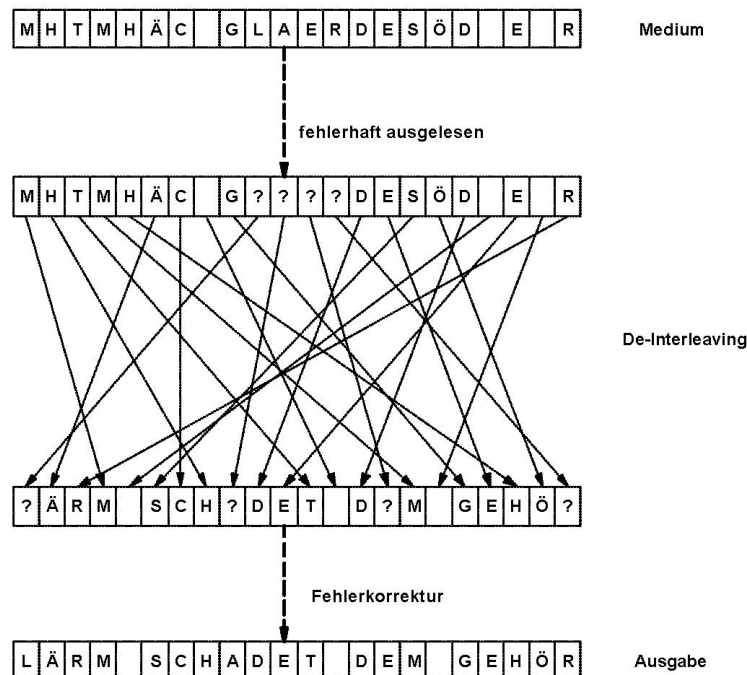 MHTMHÄC GLAERDESÖD E R Medium
fehlerhaft ausgelesen
MHTMHÄC G????DESÖD E R
De-Interleaving
?ÄRM SCH?DET D?M GEHÖ?
Fehlerkorrektur
LÄRM SCHADET DEM GEHÖR Ausgabe